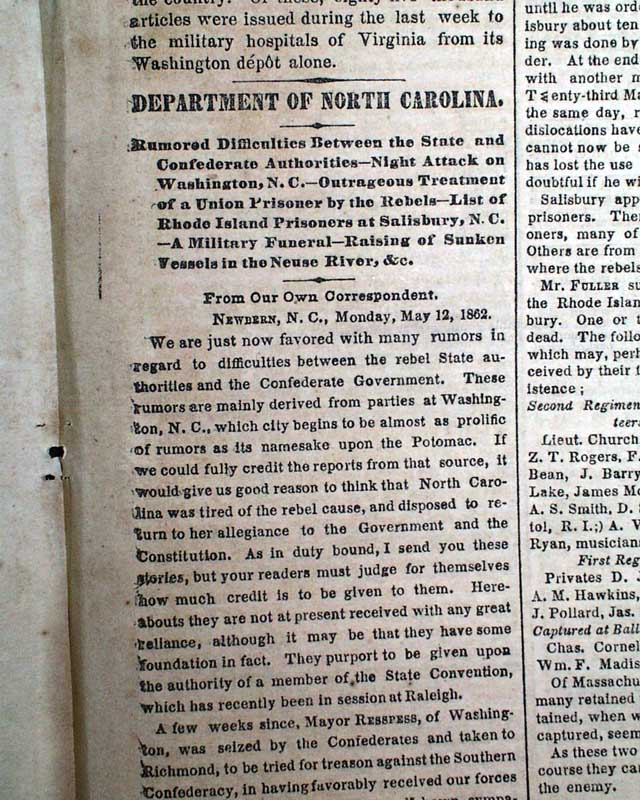 the country. Of these, eighty-five thousand
articles were issued during the last week to
the military hospitals of Virginia from its
Washington dépôt alone.
DEPARTMENT OF NORTH CAROLINA.
Rumored Difficulties Between the State and
Confederate Authorities—Night Attack on
Washington, N. C.—Outrageous Treatment
of a Union Prisoner by the Rebels—List of
Rhode Island Prisoners at Salisbury, N. C.
—A Military Funeral—Raising of Sunken
Vessels in the Neuse River, &c.
From Our Own Correspondent.
NEWBERN, N. C., Monday, May 12, 1862.
We are just now favored with many rumors in
regard to difficulties between the rebel State au-
thorities and the Confederate Government. These
rumors are mainly derived from parties at Washing-
ton, N. C., which city begins to be almost as prolific
of rumors as its namesake upon the Potomac. If
we could fully credit the reports from that source, it
would give us good reason to think that North Caro-
lina was tired of the rebel cause, and disposed to re-
turn to her allegiance to the Government and the
Constitution. As in duty bound, I send you these
stories, but your readers must judge for themselves
how much credit is to be given to them. Here-
abouts they are not at present received with any great
reliance, although it may be that they have some
foundation in fact. They purport to be given upon
the authority of a member of the State Convention,
which has recently been in session at Raleigh.
A few weeks since, Mayor RESSPESS, of Washing-
ton, was seized by the Confederates and taken to
Richmond, to be tried for treason against the Southern
Confederacy, in having favorably received our forces
until he was orde
isbury about ten
ing was done by
der. At the end
with another m
Twenty-third Ma
the same day, r
dislocations have
cannot now be s
has lost the use
doubtful if he wi
Salisbury app
prisoners. Ther
oners, many of
Others are from
where the rebels
Mr. FULLER su
the Rhode Islan
bury. One or t
dead. The follo
which may, perh
ceived by their f
istence;
Second Regimen
teers
Lieut. Church
Z. T. Rogers, F.
Bean, J. Barry
Lake, James Mc
A. S. Smith, D. S
tol, R. I.;) A. V
Ryan, musician
First Reg
Privates D. J
A. M. Hawkins,
J. Pollard, Jas.
Captured at Ball
Chas. Cornel
Wm. F. Madis
Of Massachu
many retained
tained, when w
captured, seem
As these two
course they can
the enemy.